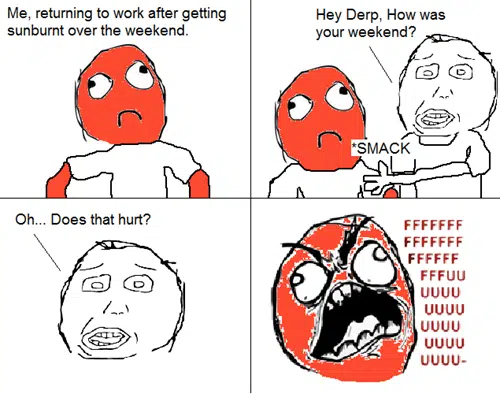 Me, returning to work after getting
sunburnt over the weekend.
Hey Derp, How was
your weekend?
*SMACK
Oh... Does that hurt?
FFFFFFF
FFFFFFF
FFFFFF
FFFUU
UUUU
UUUU
UUUU
UUUU
UUUU-